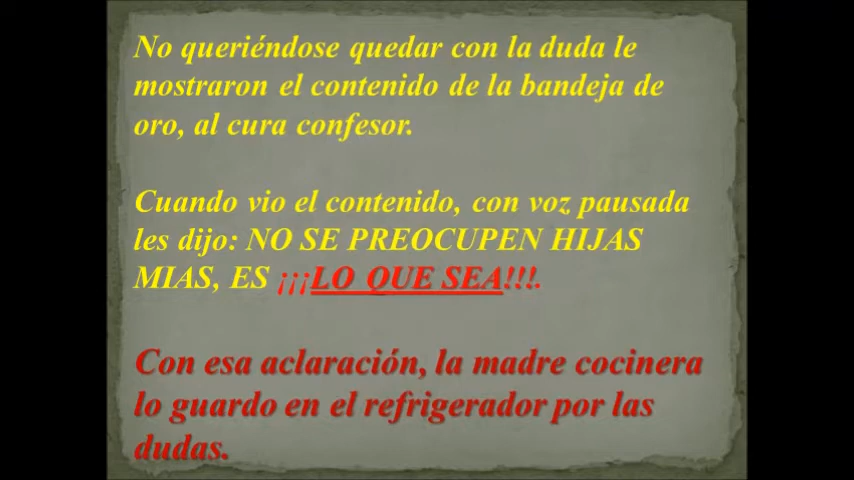 No queriéndose quedar con la duda le
mostraron el contenido de la bandeja de
oro, al cura confesor.
Cuando vio el contenido, con voz pausada
les dijo: NO SE PREOCUPEN HIJAS
MIAS, ES ¡¡¡LO QUE SEA!!!.
Con esa aclaración, la madre cocinera
lo guardo en el refrigerador por las
dudas.